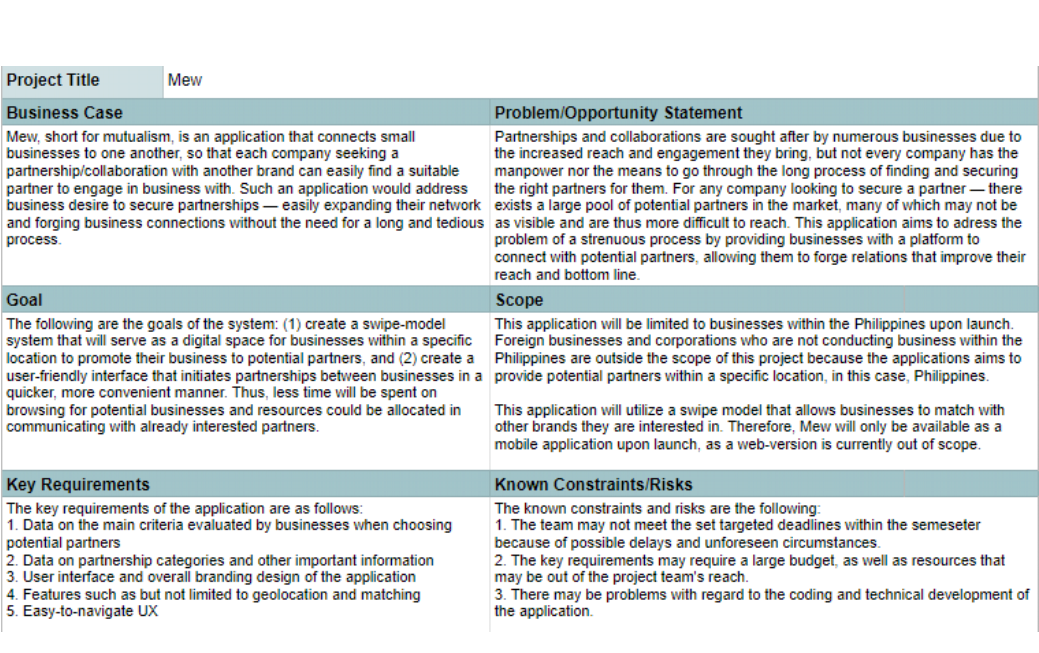 Project Title
Mew
Business Case
Mew, short for mutualism, is an application that connects small
businesses to one another, so that each company seeking a
partnership/collaboration with another brand can easily find a suitable
partner to engage in business with. Such an application would address
business desire to secure partnerships — easily expanding their network
and forging business connections without the need for a long and tedious
process.
Problem/Opportunity Statement
Partnerships and collaborations are sought after by numerous businesses due to
the increased reach and engagement they bring, but not every company has the
manpower nor the means to go through the long process of finding and securing
the right partners for them. For any company looking to secure a partner — there
exists a large pool of potential partners in the market, many of which may not be
as visible and are thus more difficult to reach. This application aims to adress the
problem of a strenuous process by providing businesses with a platform to
connect with potential partners, allowing them to forge relations that improve their
reach and bottom line.
Goal
The following are the goals of the system: (1) create a swipe-model
system that will serve as a digital space for businesses within a specific
location to promote their business to potential partners, and (2) create a
user-friendly interface that initiates partnerships between businesses in a
quicker, more convenient manner. Thus, less time will be spent on
browsing for potential businesses and resources could be allocated in
communicating with already interested partners.
Scope
This application will be limited to businesses within the Philippines upon launch.
Foreign businesses and corporations who are not conducting business within the
Philippines are outside the scope of this project because the applications aims to
provide potential partners within a specific location, in this case, Philippines.
This application will utilize a swipe model that allows businesses to match with
other brands they are interested in. Therefore, Mew will only be available as a
mobile application upon launch, as a web-version is currently out of scope.
Key Requirements
The key requirements of the application are as follows:
1. Data on the main criteria evaluated by businesses when choosing
potential partners
2. Data on partnership categories and other important information
3. User interface and overall branding design of the application
4. Features such as but not limited to geolocation and matching
5. Easy-to-navigate UX
Known Constraints/Risks
The known constraints and risks are the following:
1. The team may not meet the set targeted deadlines within the semeseter
because of possible delays and unforeseen circumstances.
2. The key requirements may require a large budget, as well as resources that
may be out of the project team's reach.
3. There may be problems with regard to the coding and technical development of
the application.